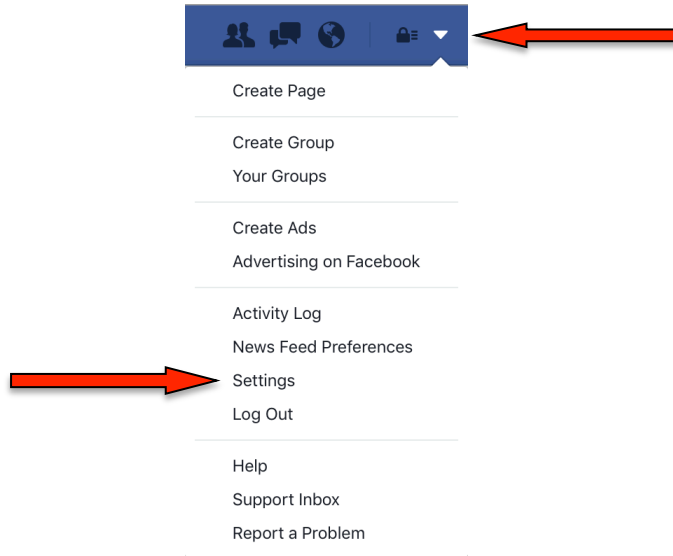 Create Page
Create Group
Your Groups
Create Ads
Advertising on Facebook
Activity Log
News Feed Preferences
Settings
Log Out
Help
Support Inbox
Report a Problem